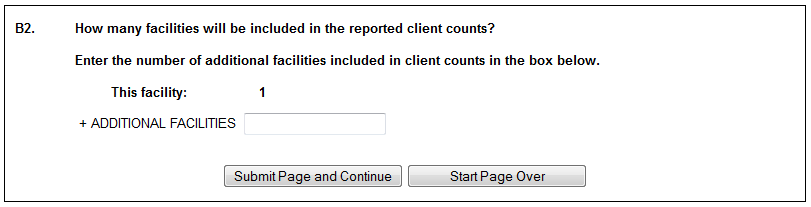 B2. How many facilities will be included in the reported client counts?
Enter the number of additional facilities included in client counts in the box below.
This facility: 1
+ ADDITIONAL FACILITIES
Submit Page and Continue Start Page Over